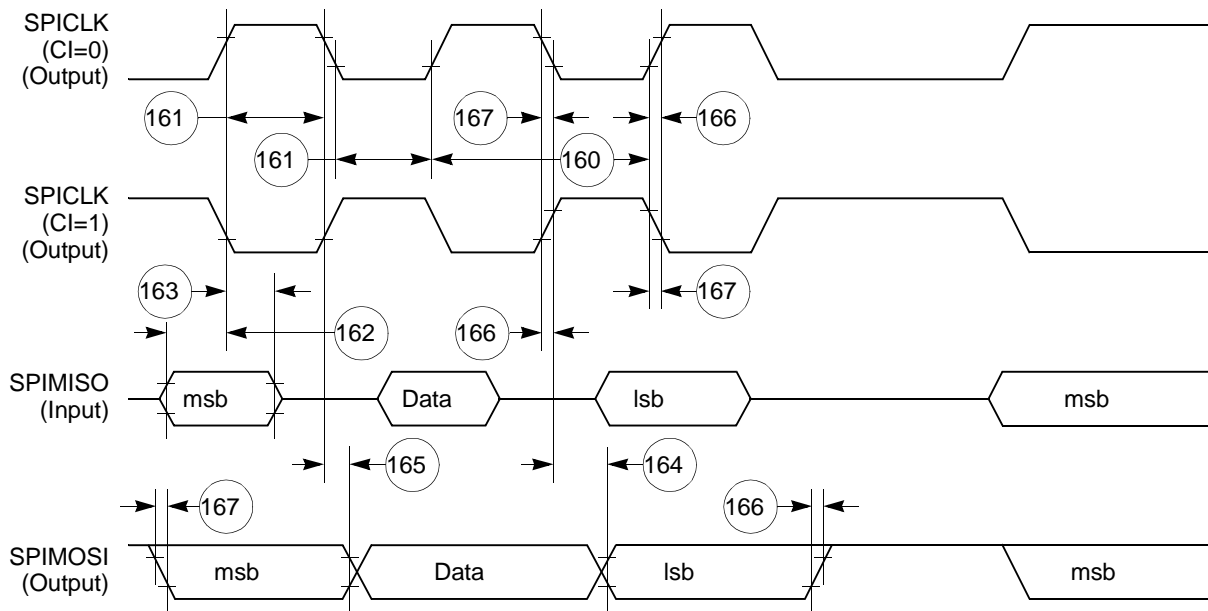 SPICLK
(CI=0)
(Output)
161
167
166
161
160
SPICLK
(CI=1)
(Output)
163
167
162
166
SPIMISO
(Input)
msb
Data
lsb
msb
165
164
167
166
SPIMOSI
(Output)
msb
Data
lsb
msb